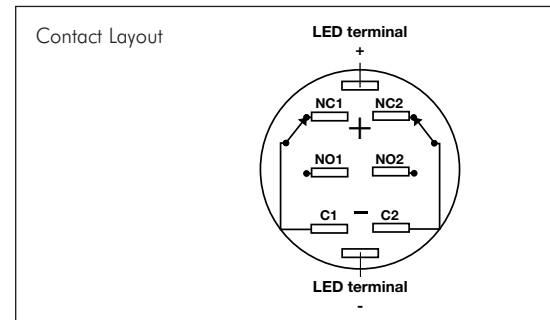 Contact Layout
LED terminal
+
NC1 NC2
+
NO1 NO2
-
C1 C2
LED terminal
-